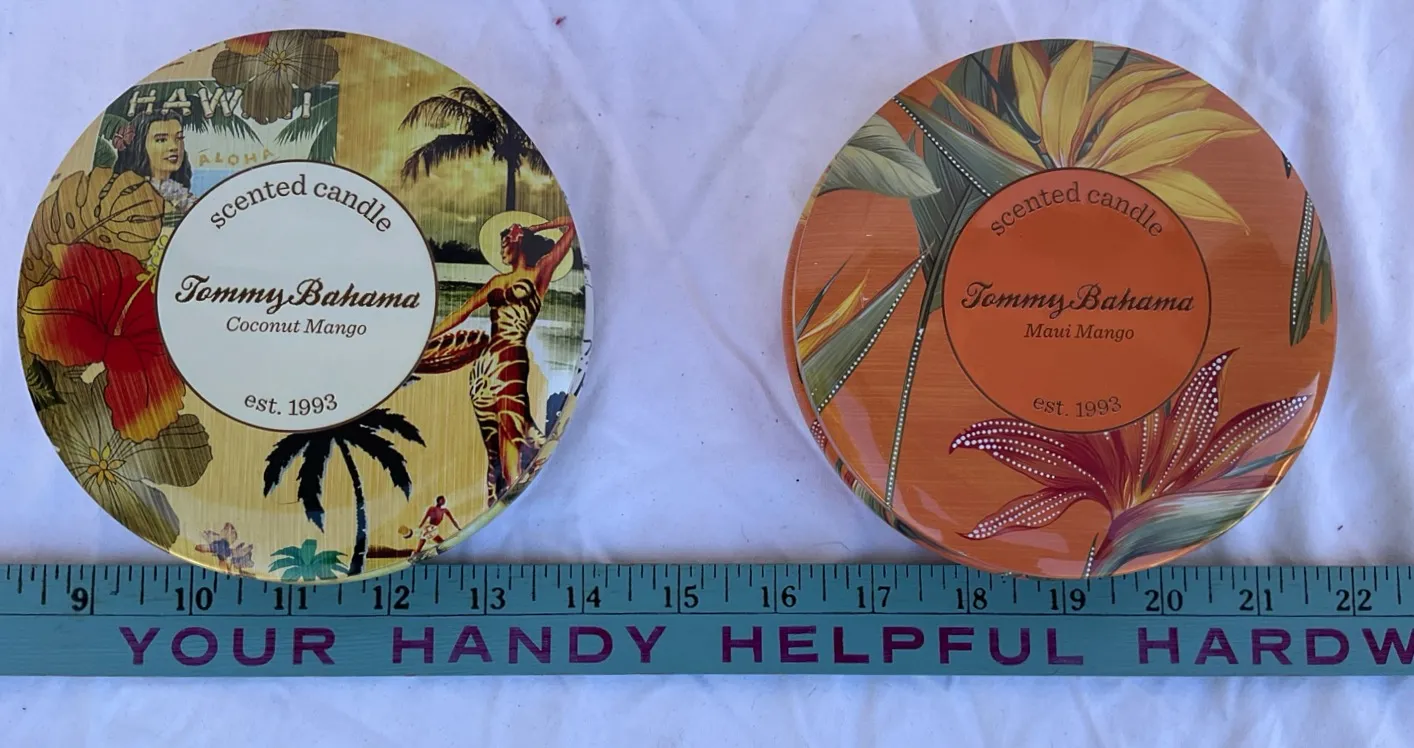 HAW I
ALOHA
scented candle
Tommy Bahama
Coconut Mango
est. 1993
scented candle
Tommy Bahama
Maui Mango
est. 1993
9 10 11 12 13 14 15 16 17 18 19 20 21 22
YOUR HANDY HELPFUL HARDW